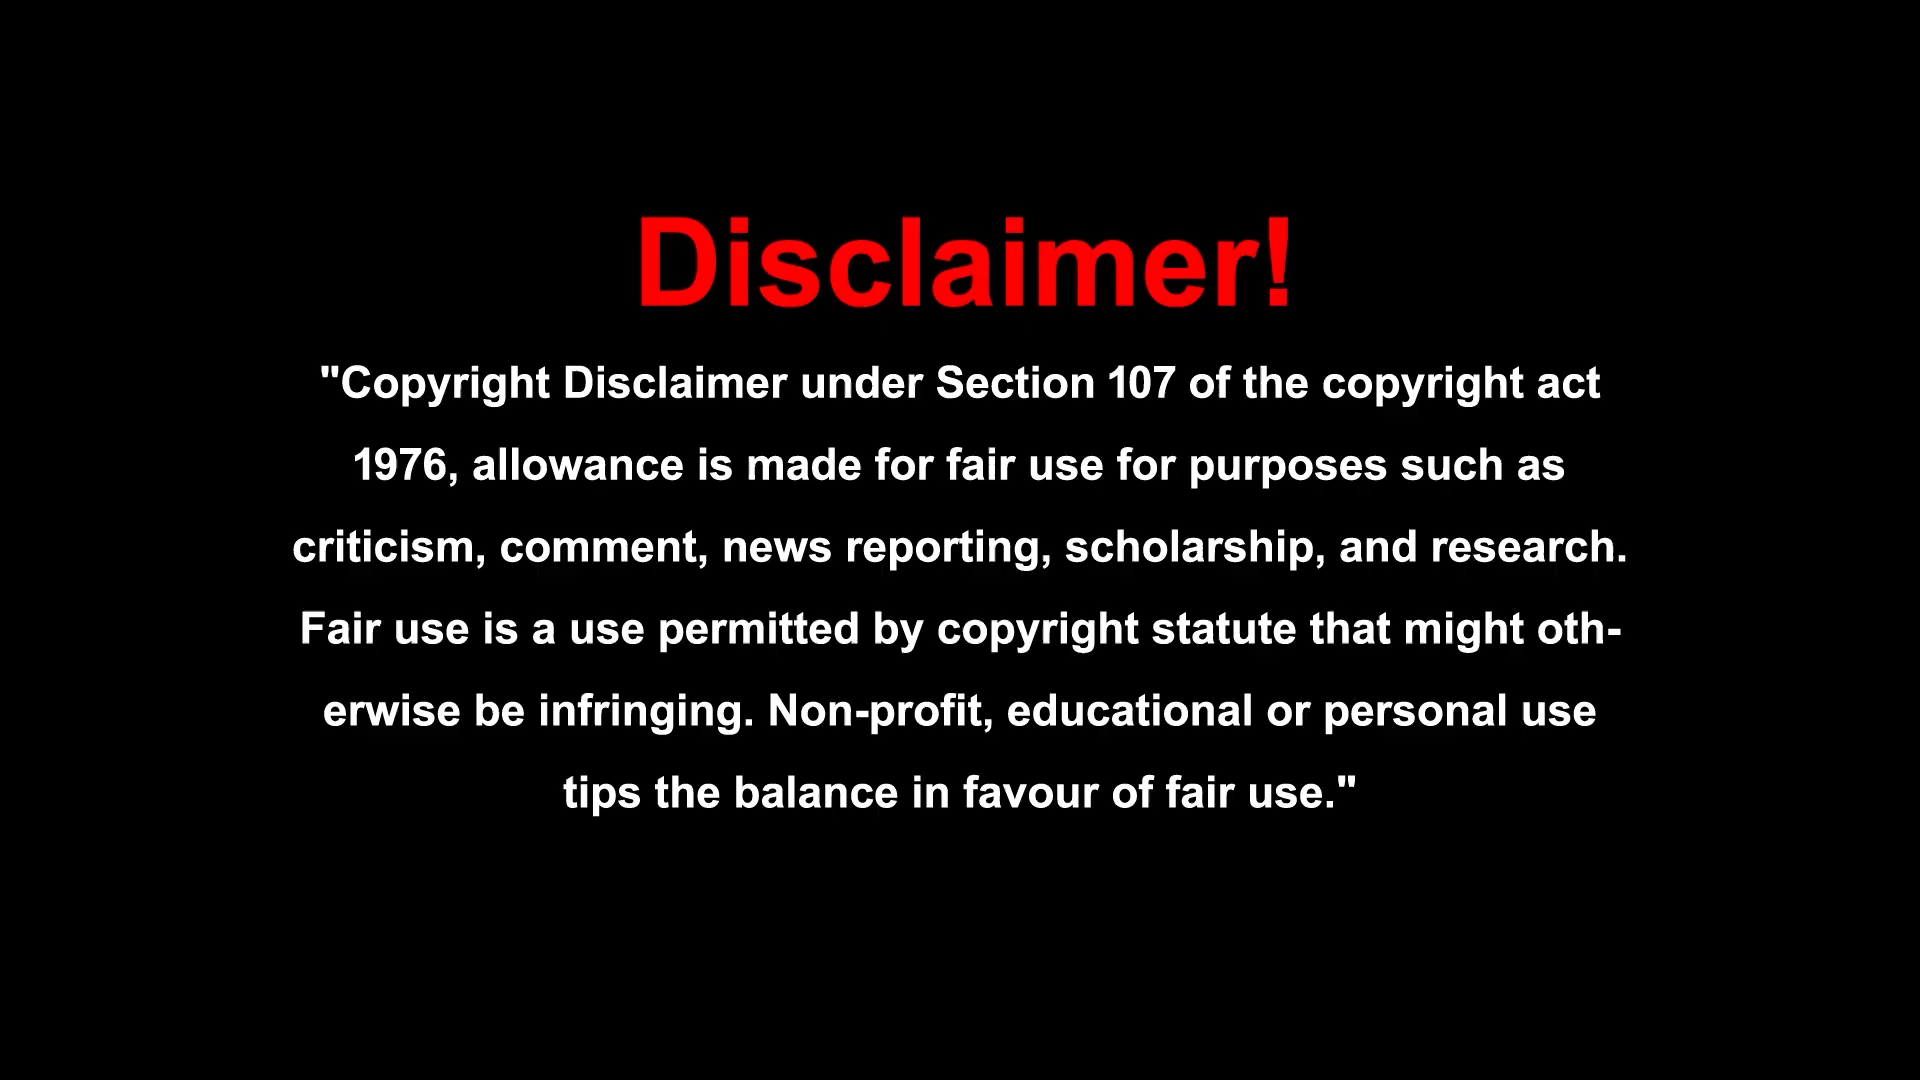 Disclaimer!
"Copyright Disclaimer under Section 107 of the copyright act
1976, allowance is made for fair use for purposes such as
criticism, comment, news reporting, scholarship, and research.
Fair use is a use permitted by copyright statute that might oth-
erwise be infringing. Non-profit, educational or personal use
tips the balance in favour of fair use."